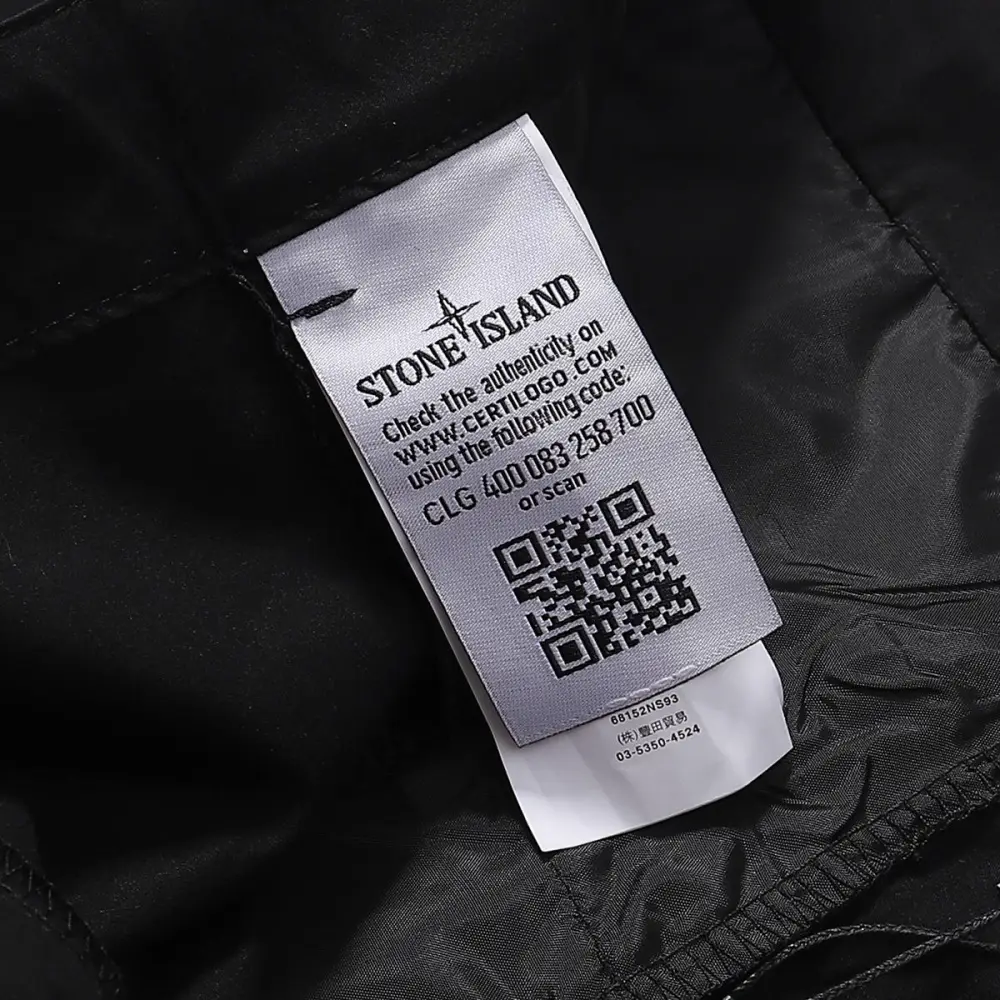 STONE ISLAND
Check the authenticity on
WWW.CERTILOGO.COM
using the following code:
CLG 400 083 258 700
or scan
68152NS93
(株)豊田貿易
03-5350-4524